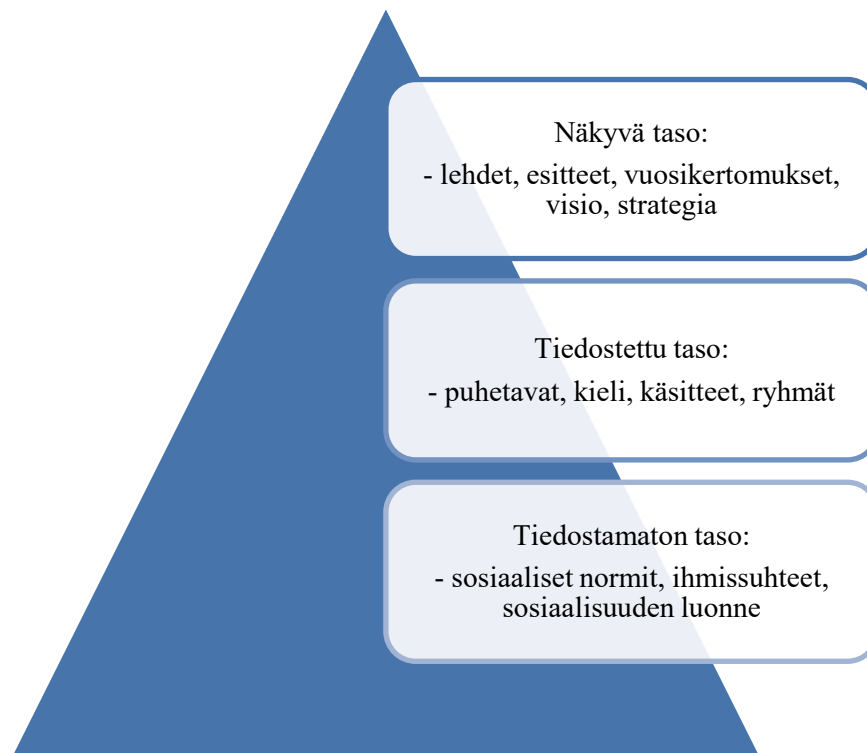 Näkyvä taso:
- lehdet, esitteet, vuosikertomukset,
visio, strategia
Tiedostettu taso:
- puhetavat, kieli, käsitteet, ryhmät
Tiedostamaton taso:
- sosiaaliset normit, ihmissuhteet,
sosiaalisuuden luonne